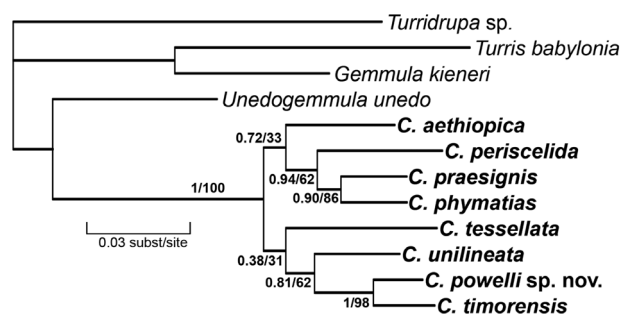 Turridrupa sp.
Turris babylonia
Gemmula kieneri
Unedogemmula unedo
C. aethiopica
0.72/33
C. periscelida
0.94/62
C. praesignis
1/100
0.90/86
C. phymatias
C. tessellata
0.03 subst/site
0.38/31
C. unilineata
0.81/62
C. powelli sp. nov.
1/98
C. timorensis